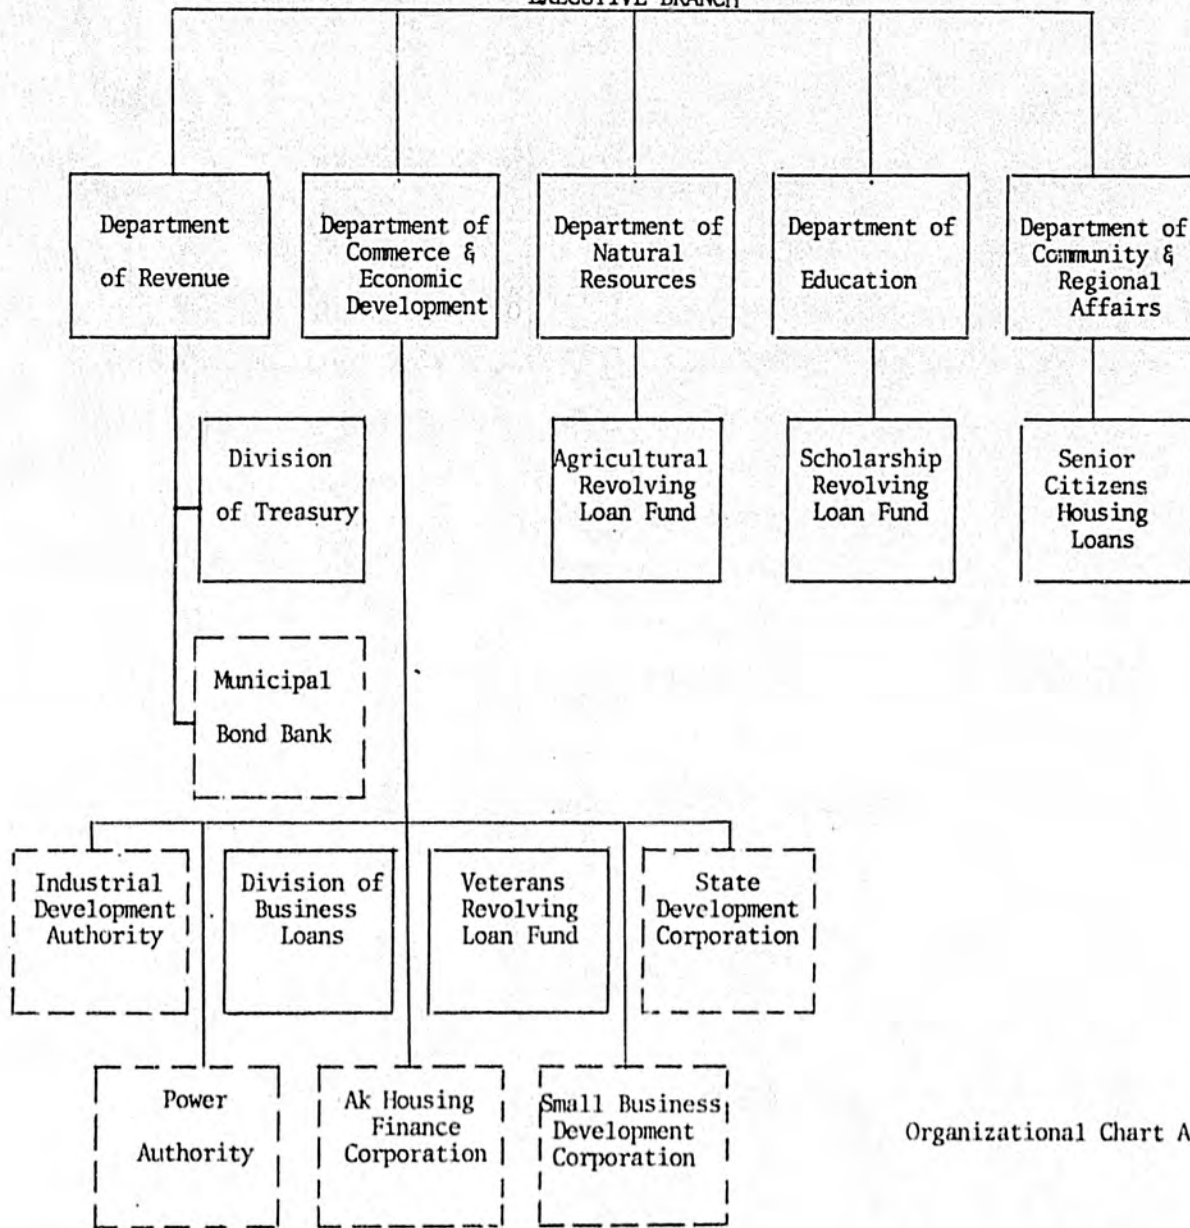 EXECUTIVE BRANCH
Department
of Revenue
Department of
Commerce &
Economic
Development
Department of
Natural
Resources
Department of
Education
Department of
Community &
Regional
Affairs
Division
of Treasury
Agricultural
Revolving
Loan Fund
Scholarship
Revolving
Loan Fund
Senior
Citizens
Housing
Loans
Municipal
Bond Bank
Industrial
Development
Authority
Division of
Business
Loans
Veterans
Revolving
Loan Fund
State
Development
Corporation
Power
Authority
Ak Housing
Finance
Corporation
Small Business
Development
Corporation
Organizational Chart A